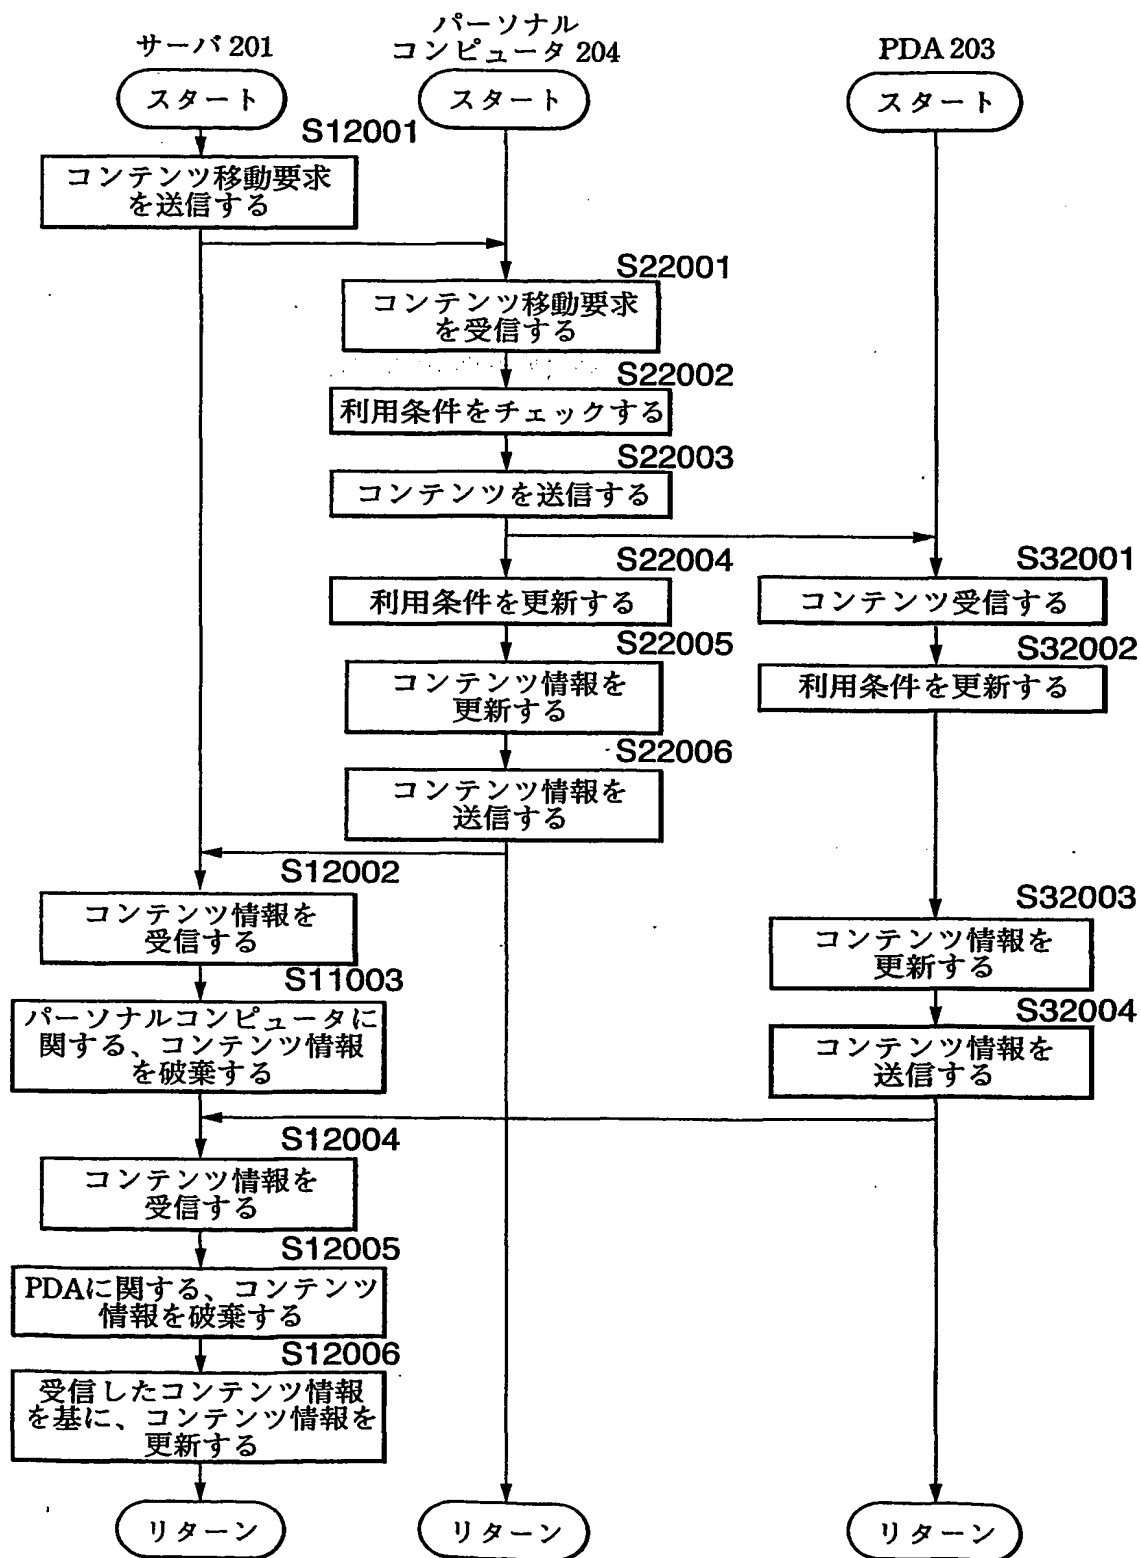 サーバ 201
パーソナル
コンピュータ 204
PDA 203
スタート
スタート
スタート
S12001
コンテンツ移動要求
を送信する
S22001
コンテンツ移動要求
を受信する
S22002
利用条件をチェックする
S22003
コンテンツを送信する
S22004
利用条件を更新する
S32001
コンテンツ受信する
S22005
コンテンツ情報を
更新する
S32002
利用条件を更新する
S22006
コンテンツ情報を
送信する
S12002
コンテンツ情報を
受信する
S32003
コンテンツ情報を
更新する
S11003
パーソナルコンピュータに
関する、コンテンツ情報
を破棄する
S32004
コンテンツ情報を
送信する
S12004
コンテンツ情報を
受信する
S12005
PDAに関する、コンテンツ
情報を破棄する
S12006
受信したコンテンツ情報
を基に、コンテンツ情報を
更新する
リターン
リターン
リターン